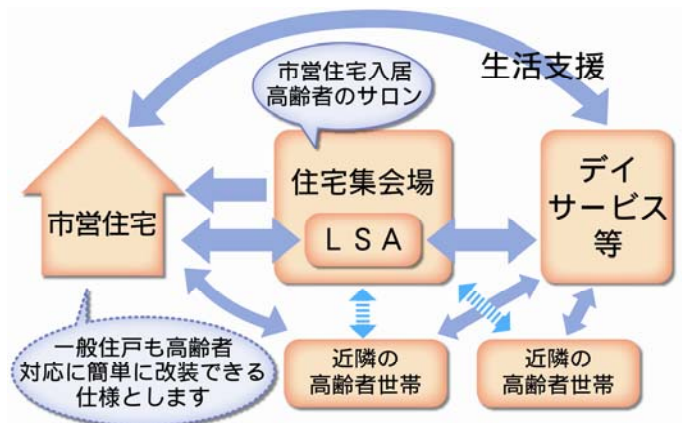 生活支援
市営住宅入居
高齢者のサロン
市営住宅
住宅集会場
ＬＳＡ
デイ
サービス
等
一般住戸も高齢者
対応に簡単に改装できる
仕様とします
近隣の
高齢者世帯
近隣の
高齢者世帯